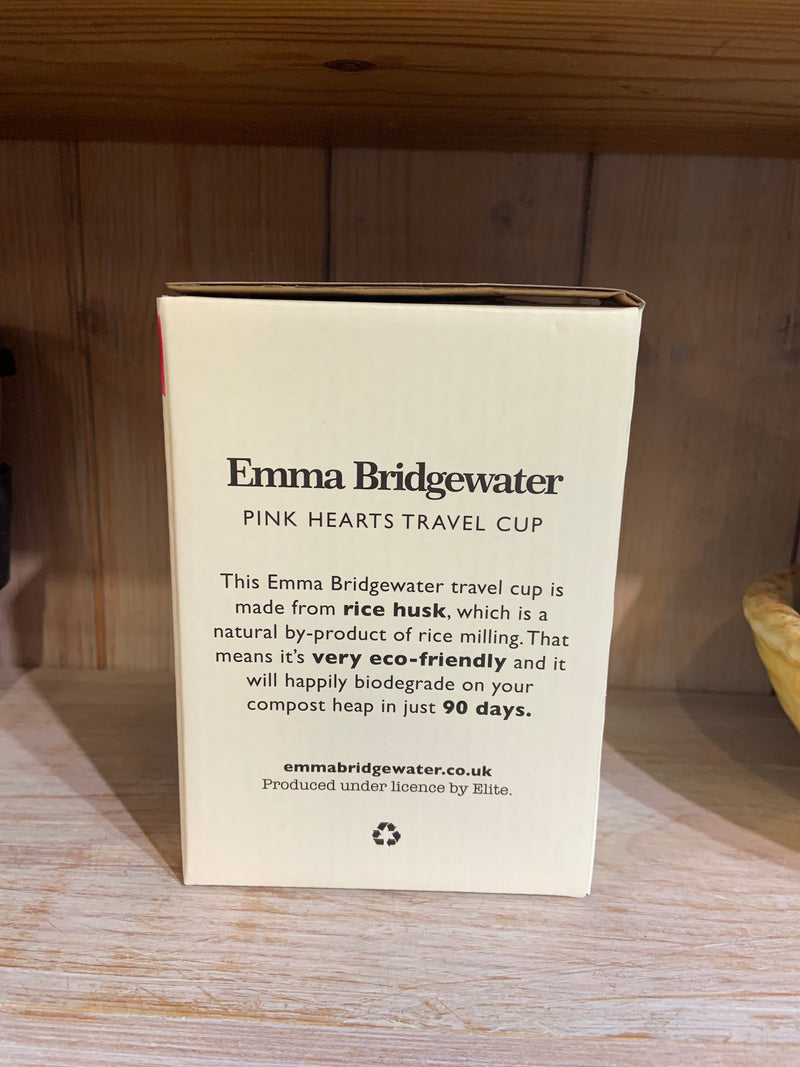 Emma Bridgewater
PINK HEARTS TRAVEL CUP
This Emma Bridgewater travel cup is
made from rice husk, which is a
natural by-product of rice milling. That
means it's very eco-friendly and it
will happily biodegrade on your
compost heap in just 90 days.
emmabridgewater.co.uk
Produced under licence by Elite.